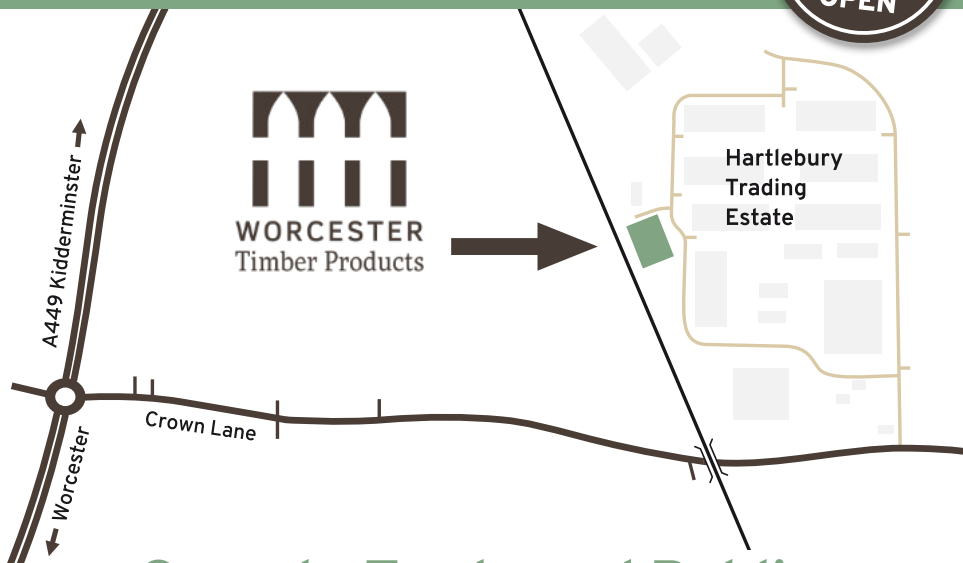 OPEN
A449 Kidderminster
WORCESTER
Timber Products
Hartlebury
Trading
Estate
Crown Lane
Worcester